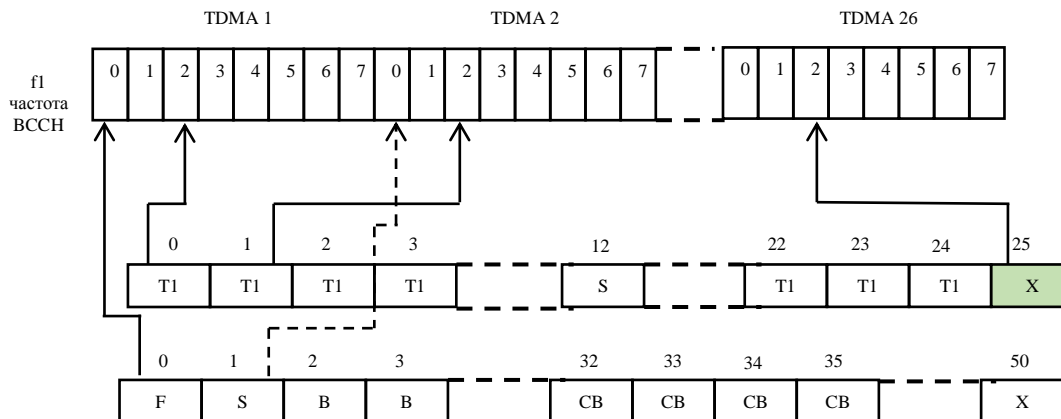 TDMA 1 TDMA 2 TDMA 26
f1
частота
BCCH
0 1 2 3 4 5 6 7 0 1 2 3 4 5 6 7 0 1 2 3 4 5 6 7
0 1 2 3 12 22 23 24 25
T1 T1 T1 T1 S T1 T1 T1 X
0 1 2 3 32 33 34 35 50
F S B B CB CB CB CB X